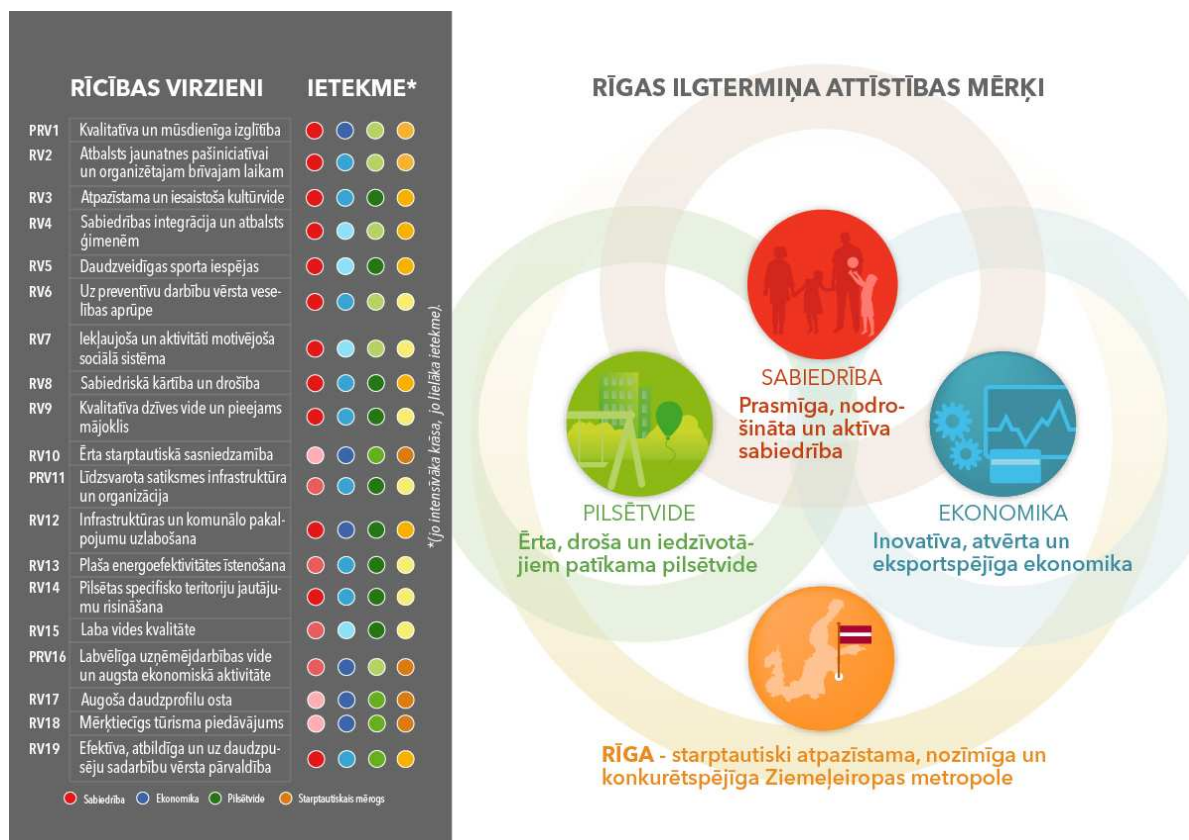 RĪCĪBAS VIRZIENI IETEKME*
PRV1 Kvalitatīva un mūsdienīga izglītība
RV2 Atbalsts jaunatnes pašiniciatīvai
un organizētajam brīvajam laikam
RV3 Atpazīstama un iesaistoša kultūrvide
RV4 Sabiedrības integrācija un atbalsts
ģimenēm
RV5 Daudzveidīgas sporta iespējas
RV6 Uz preventīvu darbību vērsta vese-
lības aprūpe
RV7 Iekļaujoša un aktivitāti motivējoša
sociālā sistēma
RV8 Sabiedriskā kārtība un drošība
RV9 Kvalitatīva dzīves vide un pieejams
mājoklis
RV10 Ērta starptautiskā sasniedzamība
PRV11 Līdzsvarota satiksmes infrastruktūra
un organizācija
RV12 Infrastruktūras un komunālo pakal-
pojumu uzlabošana
RV13 Plaša energoefektivitātes īstenošana
RV14 Pilsētas specifisko teritoriju jautāju-
mu risināšana
RV15 Laba vides kvalitāte
PRV16 Labvēlīga uzņēmējdarbības vide
un augsta ekonomiskā aktivitāte
RV17 Augoša daudzprofilu osta
RV18 Mērķtiecīgs tūrisma piedāvājums
RV19 Efektīva, atbildīga un uz daudzpu-
sēju sadarbību vērsta pārvaldība
Sabiedrība Ekonomika Pilsētvide Starptautiskais mērogs
*(jo intensīvāka krāsa, jo lielāka ietekme).
RĪGAS ILGTERMIŅA ATTĪSTĪBAS MĒRĶI
SABIEDRĪBA
Prasmīga, nodro-
šināta un aktīva
sabiedrība
PILSĒTVIDE
Ērta, droša un iedzīvotā-
jiem patīkama pilsētvide
EKONOMIKA
Inovatīva, atvērta un
eksportspējīga ekonomika
RĪGA - starptautiski atpazīstama, nozīmīga un
konkurētspējīga Ziemeļeiropas metropole